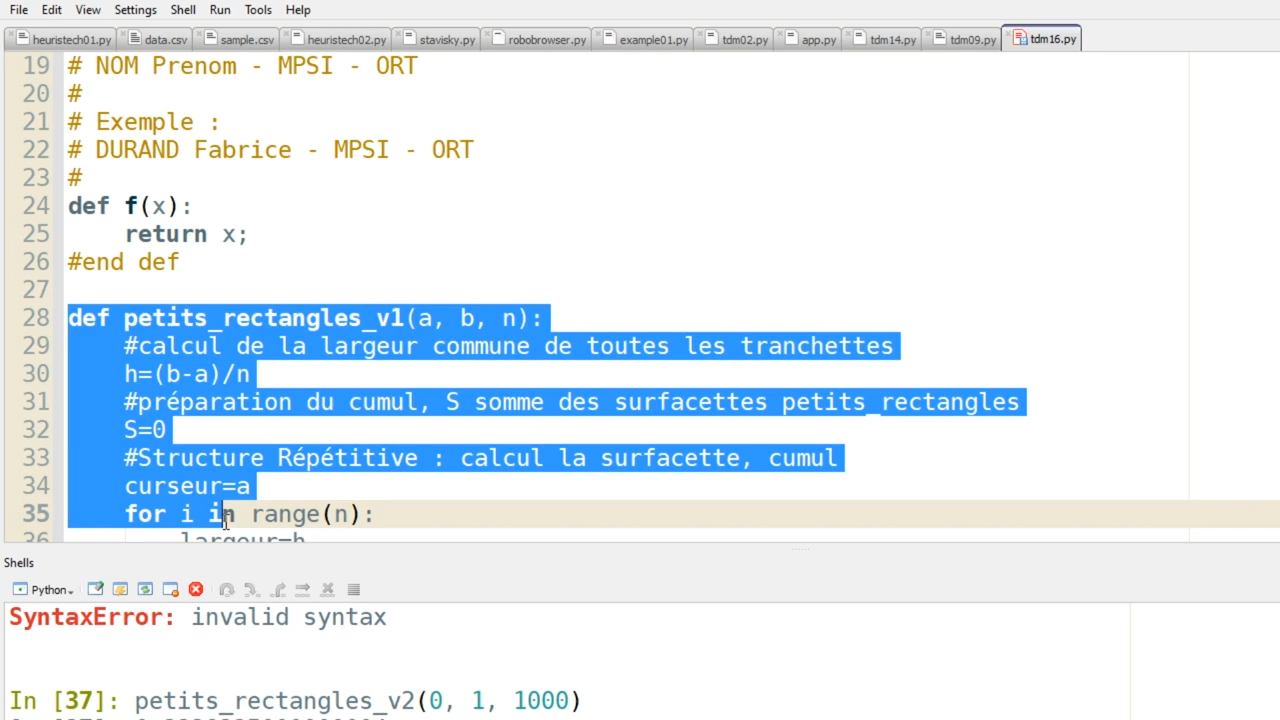 File Edit View Settings Shell Run Tools Help
heuristech01.py data.csv sample.csv heuristech02.py stavisky.py robobrowser.py example01.py tdm02.py app.py tdm14.py tdm09.py tdm16.py
19 # NOM Prenom - MPSI - ORT
20 #
21 # Exemple :
22 # DURAND Fabrice - MPSI - ORT
23 #
24 def f(x):
25 return x;
26 #end def
27
28 def petits_rectangles_v1(a, b, n):
29 #calcul de la largeur commune de toutes les tranchettes
30 h=(b-a)/n
31 #préparation du cumul, S somme des surfacettes petits_rectangles
32 S=0
33 #Structure Répétitive : calcul la surfacette, cumul
34 curseur=a
35 for i in range(n):
36 largeur=h
Shells
Python
SyntaxError: invalid syntax
In [37]: petits_rectangles_v2(0, 1, 1000)